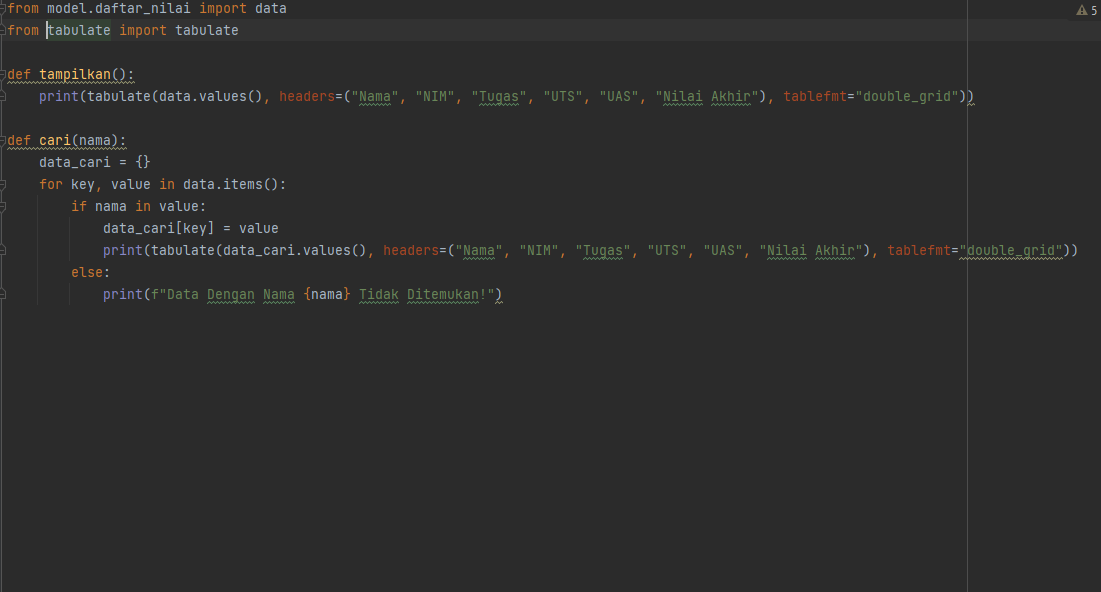 from model.daftar_nilai import data
5
from tabulate import tabulate
def tampilkan():
    print(tabulate(data.values(), headers=("Nama", "NIM", "Tugas", "UTS", "UAS", "Nilai Akhir"), tablefmt="double_grid"))
def cari(nama):
    data_cari = {}
    for key, value in data.items():
        if nama in value:
            data_cari[key] = value
            print(tabulate(data_cari.values(), headers=("Nama", "NIM", "Tugas", "UTS", "UAS", "Nilai Akhir"), tablefmt="double_grid"))
        else:
            print(f"Data Dengan Nama {nama} Tidak Ditemukan!")